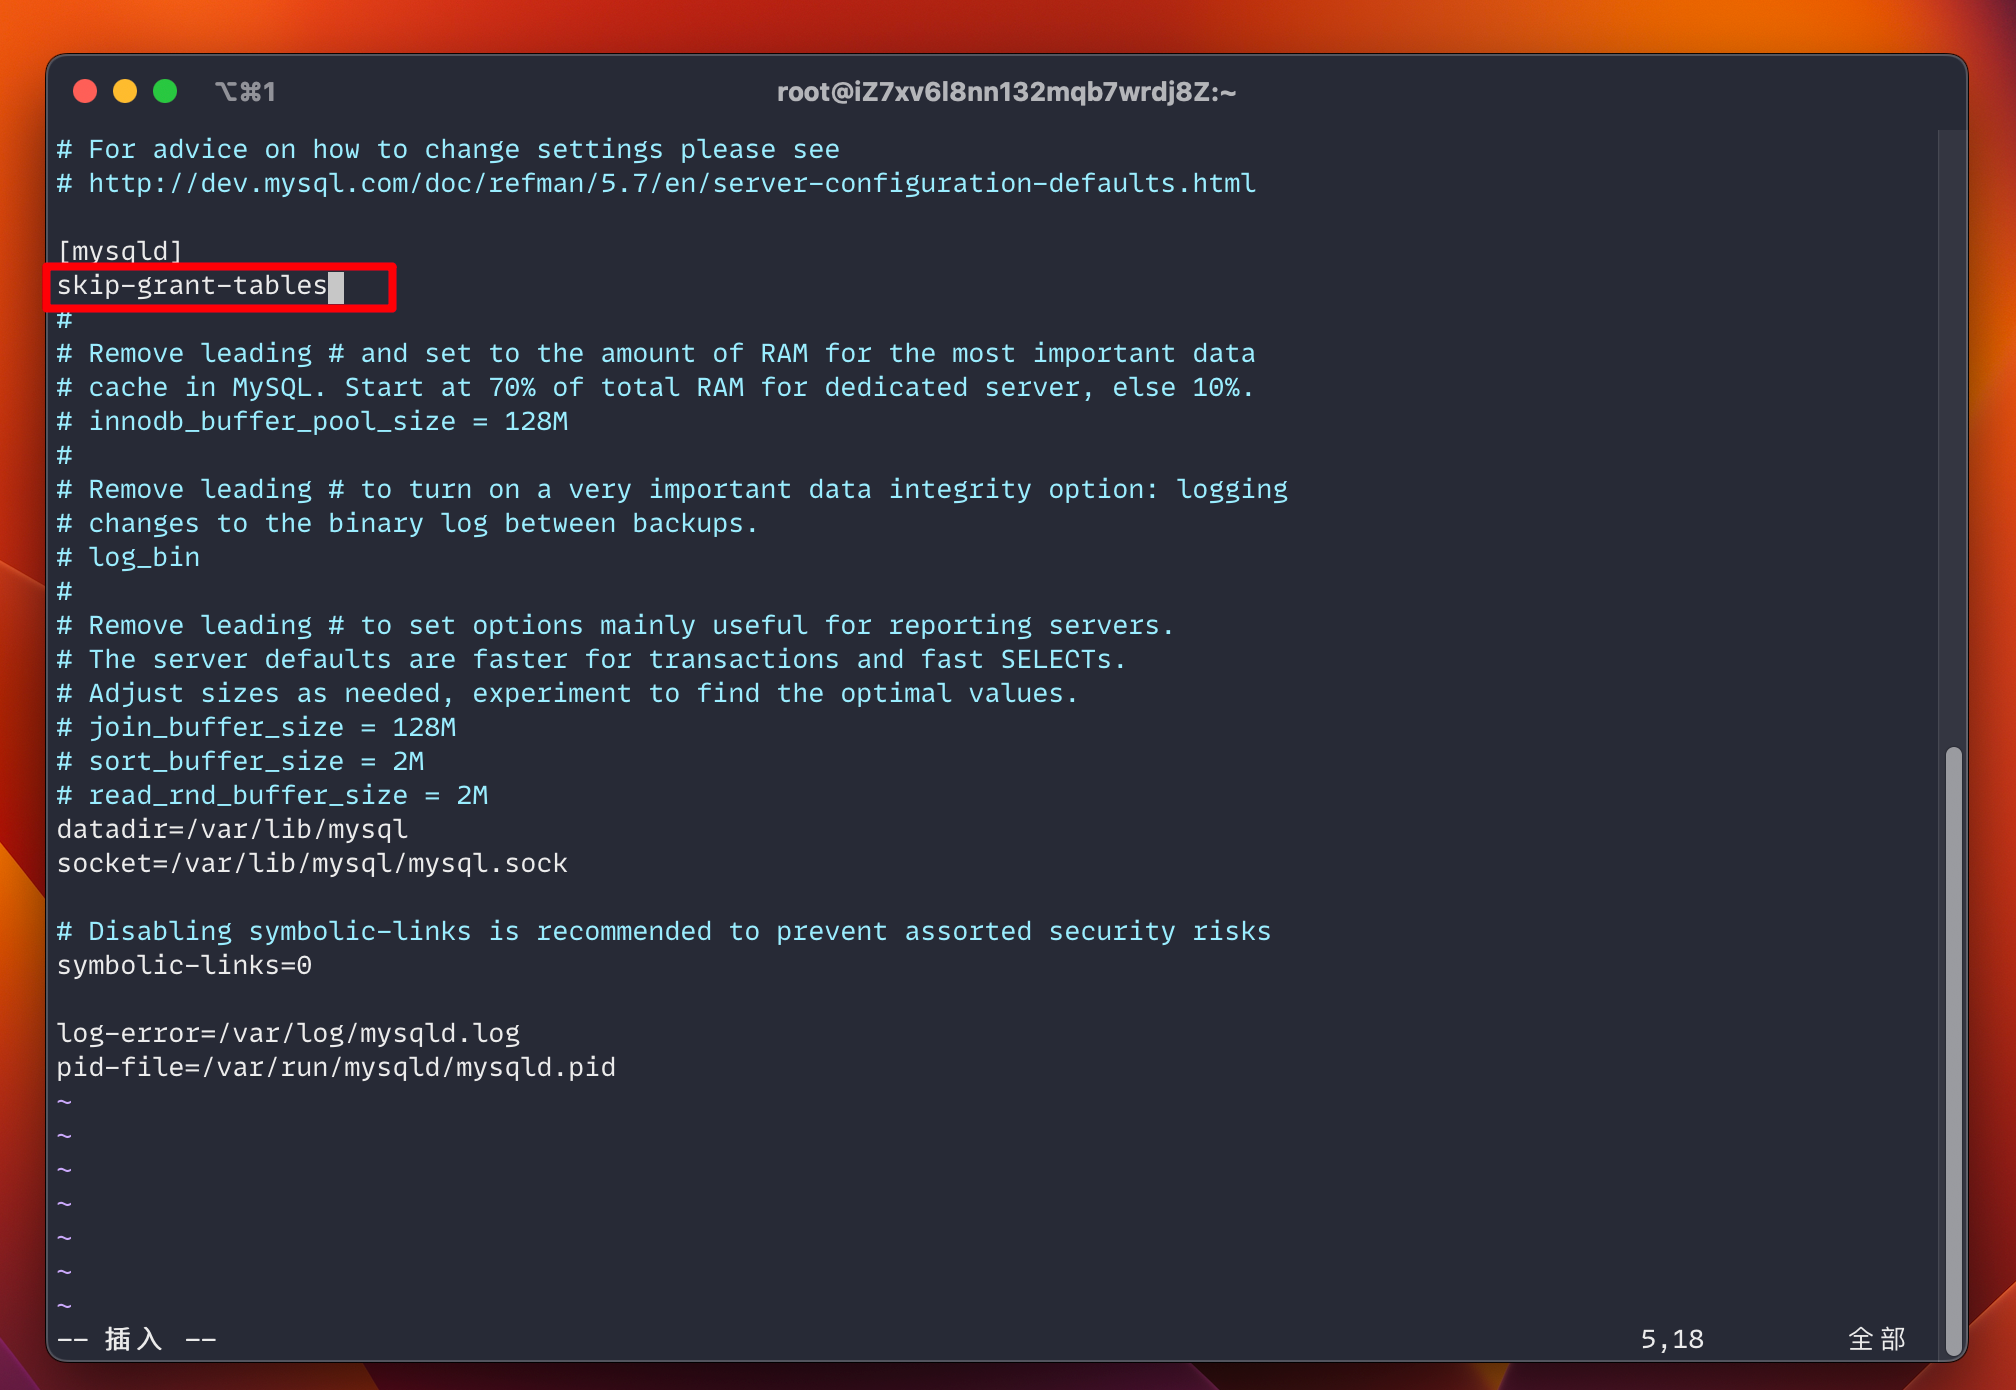 ⌥⌘1
root@iZ7xv6l8nn132mqb7wrdj8Z:~
# For advice on how to change settings please see
# http://dev.mysql.com/doc/refman/5.7/en/server-configuration-defaults.html
[mysqld]
skip-grant-tables
#
# Remove leading # and set to the amount of RAM for the most important data
# cache in MySQL. Start at 70% of total RAM for dedicated server, else 10%.
# innodb_buffer_pool_size = 128M
#
# Remove leading # to turn on a very important data integrity option: logging
# changes to the binary log between backups.
# log_bin
#
# Remove leading # to set options mainly useful for reporting servers.
# The server defaults are faster for transactions and fast SELECTs.
# Adjust sizes as needed, experiment to find the optimal values.
# join_buffer_size = 128M
# sort_buffer_size = 2M
# read_rnd_buffer_size = 2M
datadir=/var/lib/mysql
socket=/var/lib/mysql/mysql.sock
# Disabling symbolic-links is recommended to prevent assorted security risks
symbolic-links=0
log-error=/var/log/mysqld.log
pid-file=/var/run/mysqld/mysqld.pid
~
~
~
~
~
~
~
-- 插入 --
5,18
全部